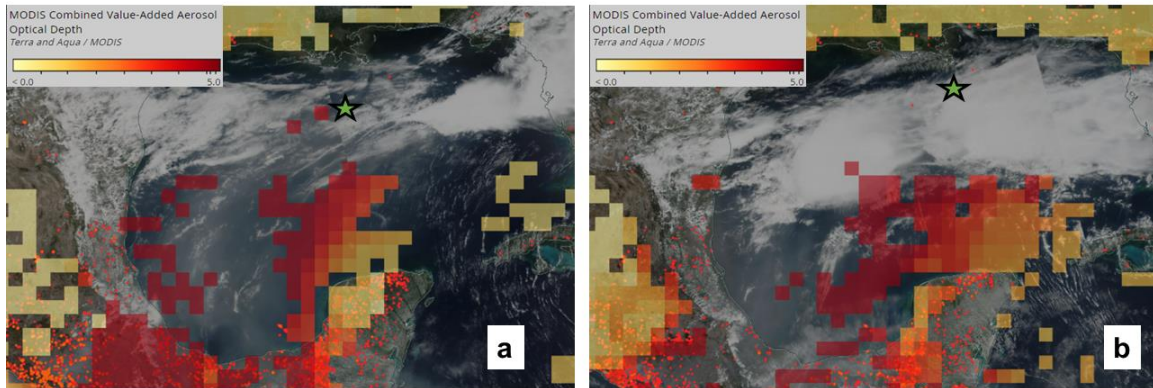 MODIS Combined Value-Added Aerosol
Optical Depth
Terra and Aqua / MODIS
< 0.0
5.0
a
MODIS Combined Value-Added Aerosol
Optical Depth
Terra and Aqua / MODIS
< 0.0
5.0
b